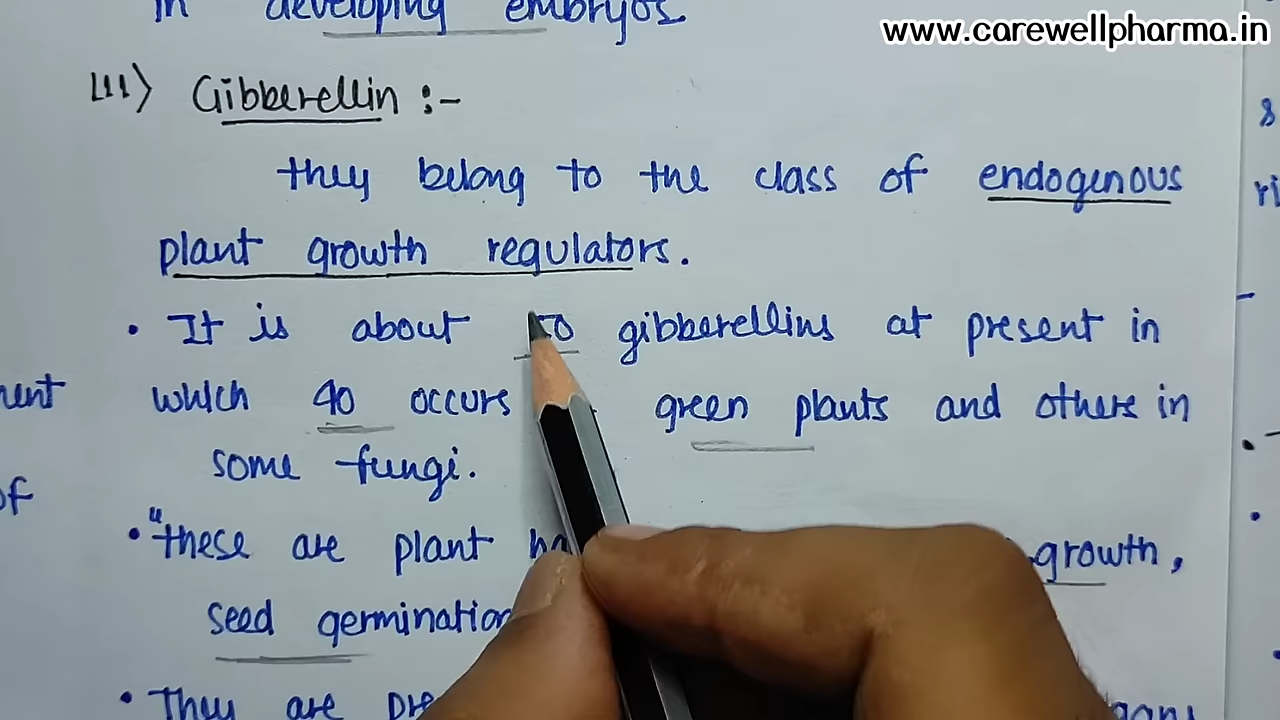 www.carewellpharma.in
in developing embryos.
(III) Gibberellin :-
they belong to the class of endogenous
plant growth regulators.
• It is about gibberellins at present in
which 40 occurs green plants and others in
some fungi.
• "these are plant growth,
seed germination
• They are